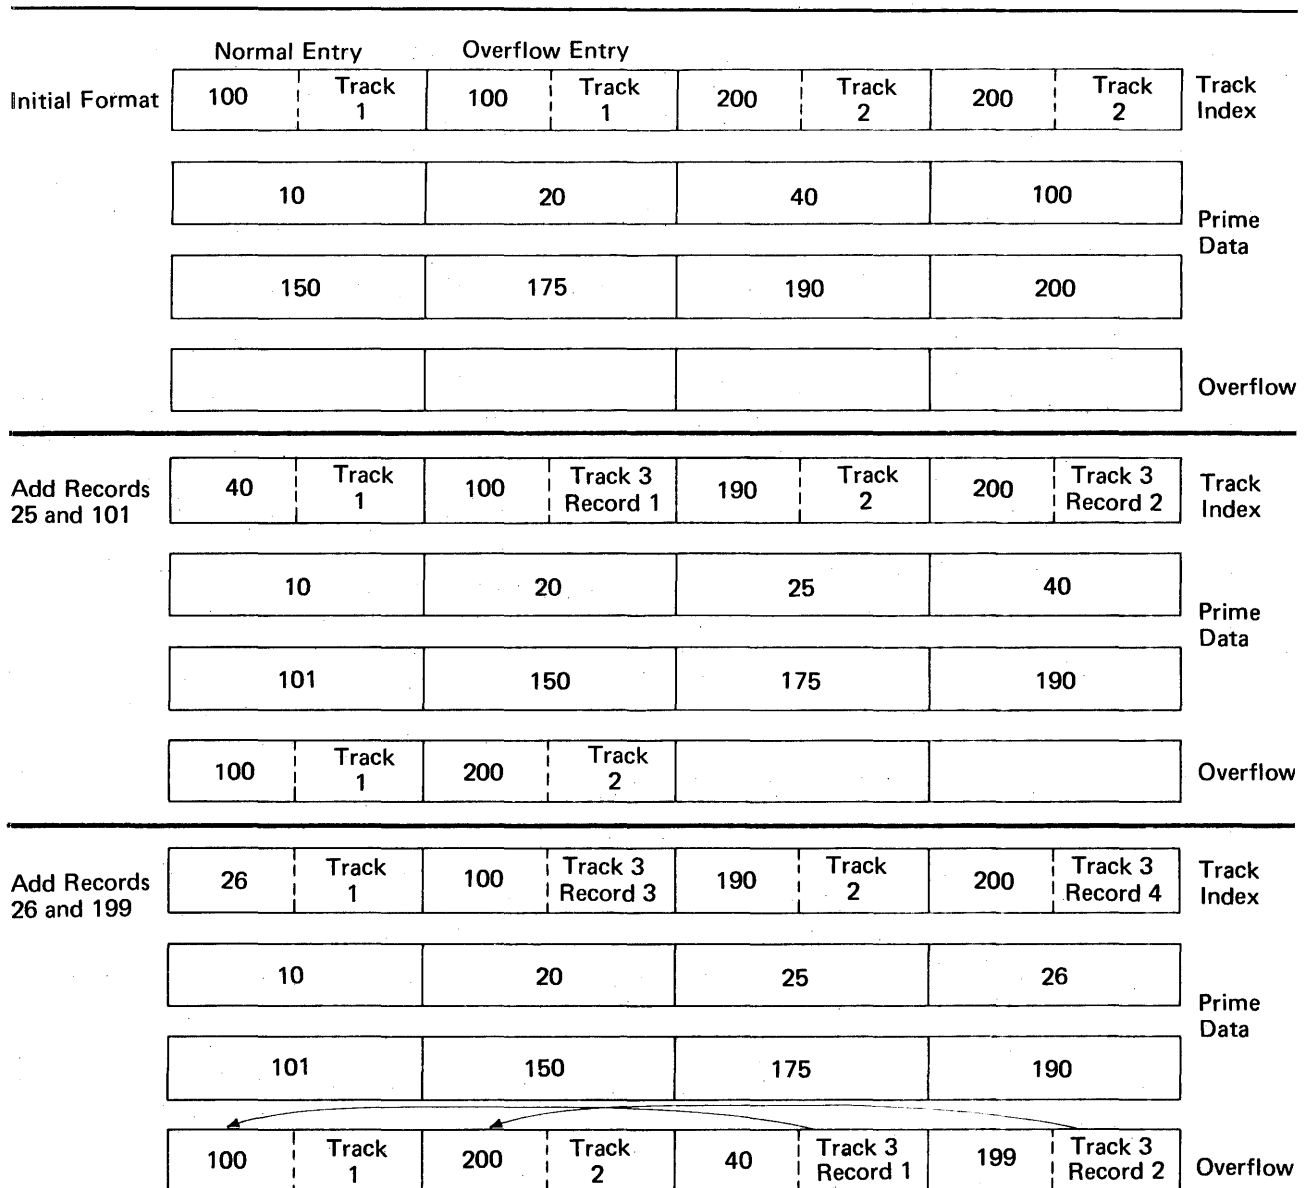 Normal Entry Overflow Entry
Initial Format 100 Track 1 100 Track 1 200 Track 2 200 Track 2 Track Index
10 20 40 100
Prime Data
150 175 190 200
Overflow
Add Records 25 and 101 40 Track 1 100 Track 3 Record 1 190 Track 2 200 Track 3 Record 2 Track Index
10 20 25 40
Prime Data
101 150 175 190
100 Track 1 200 Track 2 Overflow
Add Records 26 and 199 26 Track 1 100 Track 3 Record 3 190 Track 2 200 Track 3 Record 4 Track Index
10 20 25 26
Prime Data
101 150 175 190
100 Track 1 200 Track 2 40 Track 3 Record 1 199 Track 3 Record 2 Overflow